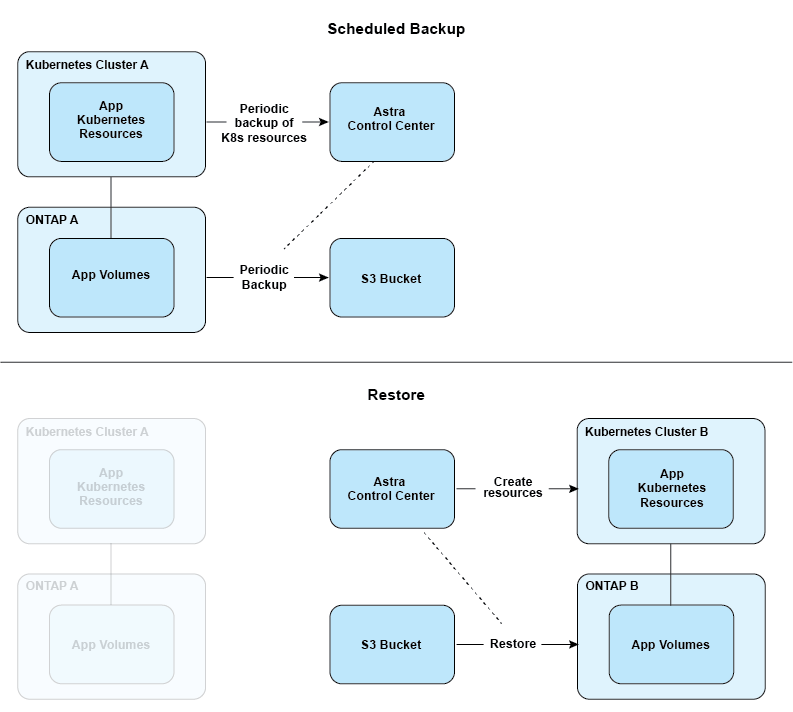 Scheduled Backup
Kubernetes Cluster A
App
Kubernetes
Resources
Periodic
backup of
K8s resources
Astra
Control Center
ONTAP A
App Volumes
Periodic
Backup
S3 Bucket
Restore
Kubernetes Cluster A
App
Kubernetes
Resources
Astra
Control Center
Create
resources
Kubernetes Cluster B
App
Kubernetes
Resources
ONTAP A
App Volumes
S3 Bucket
Restore
ONTAP B
App Volumes